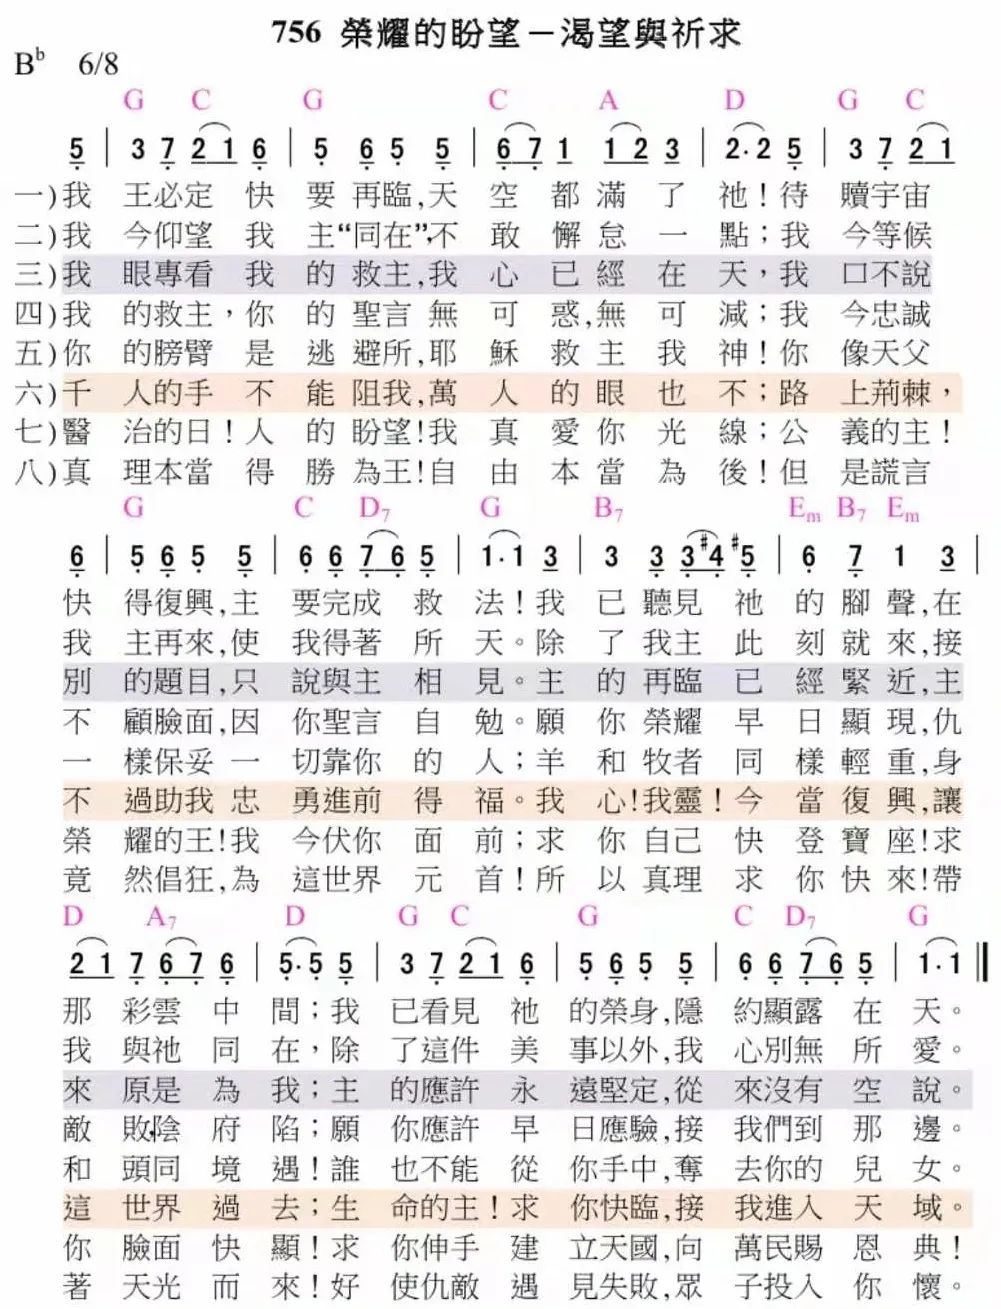 756 榮耀的盼望－渴望與祈求
B♭ 6/8
G C G C A D G C
5 | 3 7 2 1 6 | 5 6 5 5 | 6 7 1 1 2 3 | 2·2 5 | 3 7 2 1
一)我 王必定 快 要 再臨,天 空 都 滿 了 祂！待 贖宇宙
二)我 今仰望 我 主“同在”,不 敢 懈 怠 一 點；我 今等候
三)我 眼專看 我 的 救主,我 心 已 經 在 天，我 口不說
四)我 的救主，你 的 聖言 無 可 惑,無 可 減；我 今忠誠
五)你 的膀臂 是 逃 避所,耶 穌 救 主 我 神！你 像天父
六)千 人的手 不 能 阻我,萬 人 的 眼 也 不；路 上荊棘，
七)醫 治的日！人 的 盼望！我 真 愛 你 光 線；公 義的主！
八)真 理本當 得 勝 為王！自 由 本 當 為 後！但 是謊言
G C D7 G B7 Em B7 Em
6 | 5 6 5 5 | 6 6 7 6 5 | 1·1 3 | 3 3 3 #4 #5 | 6 7 1 3 |
快 得復興,主 要完成 救 法！我 已 聽見 祂 的 腳 聲,在
我 主再來,使 我得著 所 天。除 了 我主 此 刻 就 來,接
別 的題目,只 說與主 相 見。主 的 再臨 已 經 緊 近,主
不 顧臉面,因 你聖言 自 勉。願 你 榮耀 早 日 顯 現,仇
一 樣保妥 一 切靠你 的 人；羊 和 牧者 同 樣 輕 重,身
不 過助我 忠 勇進前 得 福。我 心！我靈！今 當 復 興,讓
榮 耀的王！我 今伏你 面 前；求 你 自己 快 登 寶 座！求
竟 然倡狂,為 這世界 元 首！所 以 真理 求 你 快 來！帶
D A7 D G C G C D7 G
2 1 7 6 7 6 | 5·5 5 | 3 7 2 1 6 | 5 6 5 5 | 6 6 7 6 5 | 1·1 ‖
那 彩雲 中 間；我 已看見 祂 的榮身,隱 約顯露 在 天。
我 與祂 同 在，除 了這件 美 事以外,我 心別無 所 愛。
來 原是 為 我；主 的應許 永 遠堅定,從 來沒有 空 說。
敵 敗,陰 府 陷；願 你應許 早 日應驗,接 我們到 那 邊。
和 頭同 境 遇！誰 也不能 從 你手中,奪 去你的 兒 女。
這 世界 過 去；生 命的主！求 你快臨,接 我進入 天 域。
你 臉面 快 顯！求 你伸手 建 立天國,向 萬民賜 恩 典！
著 天光 而 來！好 使仇敵 遇 見失敗,眾 子投入 你 懷。